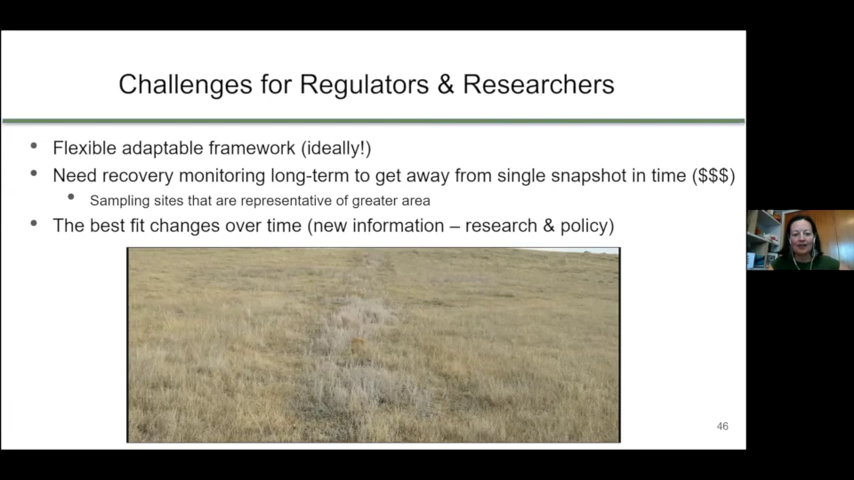 Challenges for Regulators & Researchers
• Flexible adaptable framework (ideally!)
• Need recovery monitoring long-term to get away from single snapshot in time ($$$)
• Sampling sites that are representative of greater area
• The best fit changes over time (new information – research & policy)
46